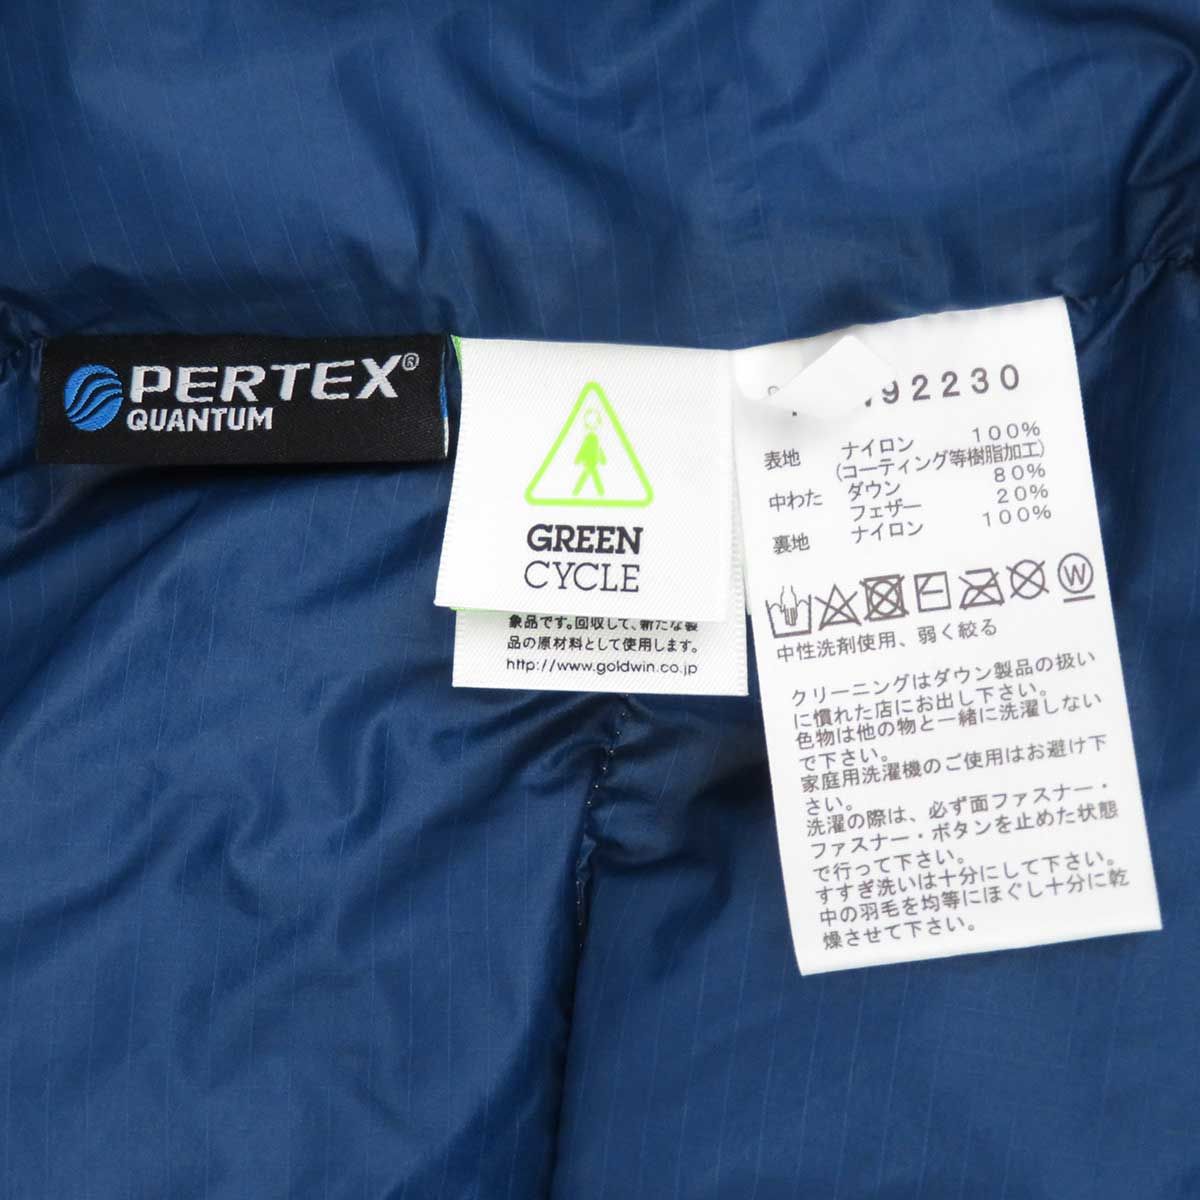 PERTEX®
QUANTUM
GREEN
CYCLE
象品です。回収して、新たな製
品の原材料として使用します。
http://www.goldwin.co.jp
92230
表地 ナイロン 100%
(コーティング等樹脂加工)
中わた ダウン 80%
フェザー 20%
裏地 ナイロン 100%
W
中性洗剤使用、弱く絞る
クリーニングはダウン製品の扱い
に慣れた店にお出し下さい。
色物は他の物と一緒に洗濯しない
で下さい。
家庭用洗濯機のご使用はお避け下
さい。
洗濯の際は、必ず面ファスナー・
ファスナー・ボタンを止めた状態
で行って下さい。
すすぎ洗いは十分にして下さい。
中の羽毛を均等にほぐし十分に乾
燥させて下さい。